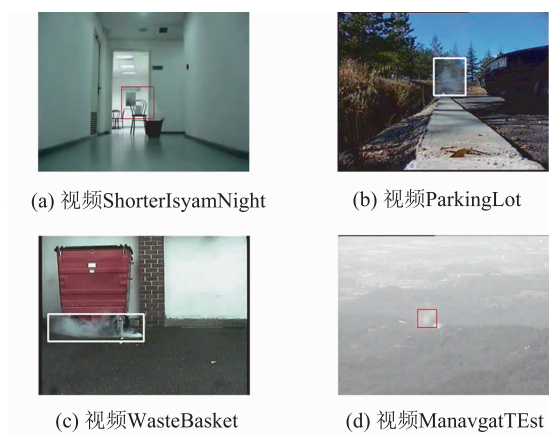 (a) 视频ShorterIsyamNight
(b) 视频ParkingLot
(c) 视频WasteBasket
(d) 视频ManavgatTEst